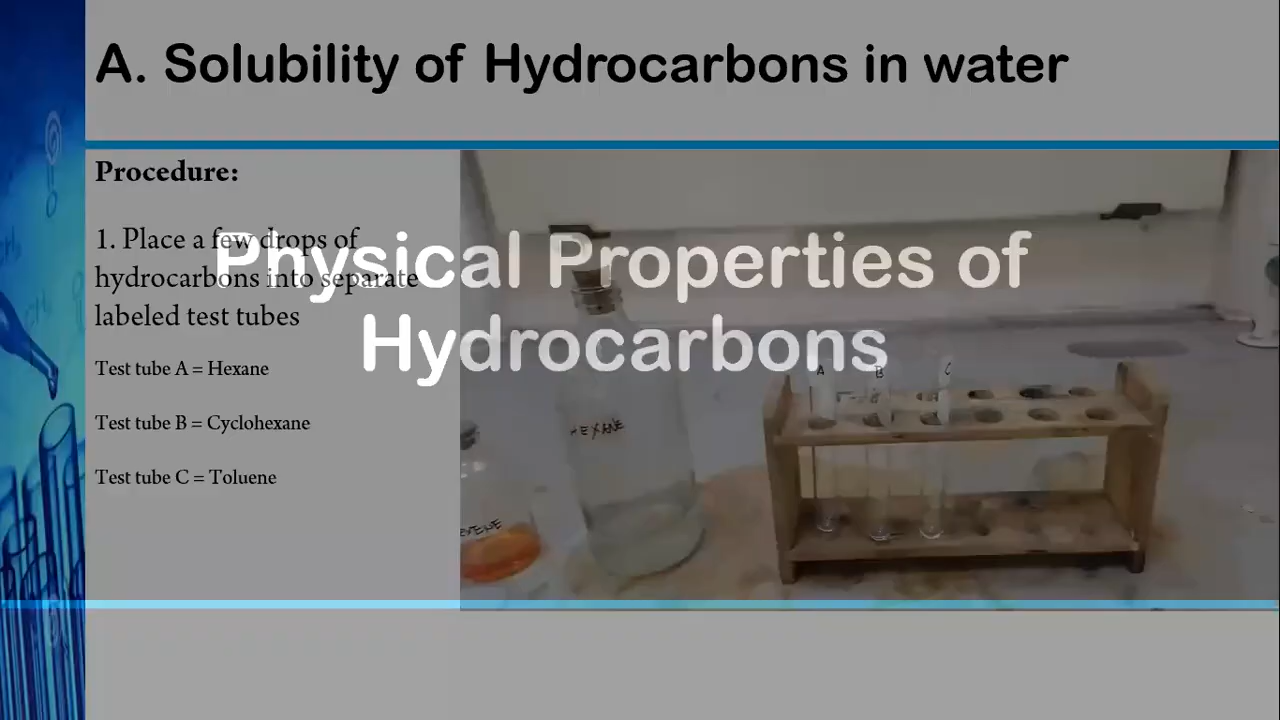 A. Solubility of Hydrocarbons in water
Procedure:
1. Place a few drops of
hydrocarbons into separate
labeled test tubes
Test tube A = Hexane
Test tube B = Cyclohexane
Test tube C = Toluene
Physical Properties of
Hydrocarbons
A
B
C
HEXANE